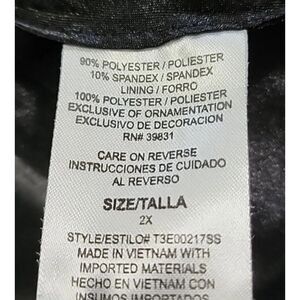 90% POLYESTER / POLIESTER
10% SPANDEX / SPANDEX
LINING / FORRO
100% POLYESTER / POLIESTER
EXCLUSIVE OF ORNAMENTATION
EXCLUSIVO DE DECORACION
RN# 39831
CARE ON REVERSE
INSTRUCCIONES DE CUIDADO
AL REVERSO
SIZE/TALLA
2X
STYLE/ESTILO# T3E00217SS
MADE IN VIETNAM WITH
IMPORTED MATERIALS
HECHO EN VIETNAM CON
INSUMOS IMPORTADOS